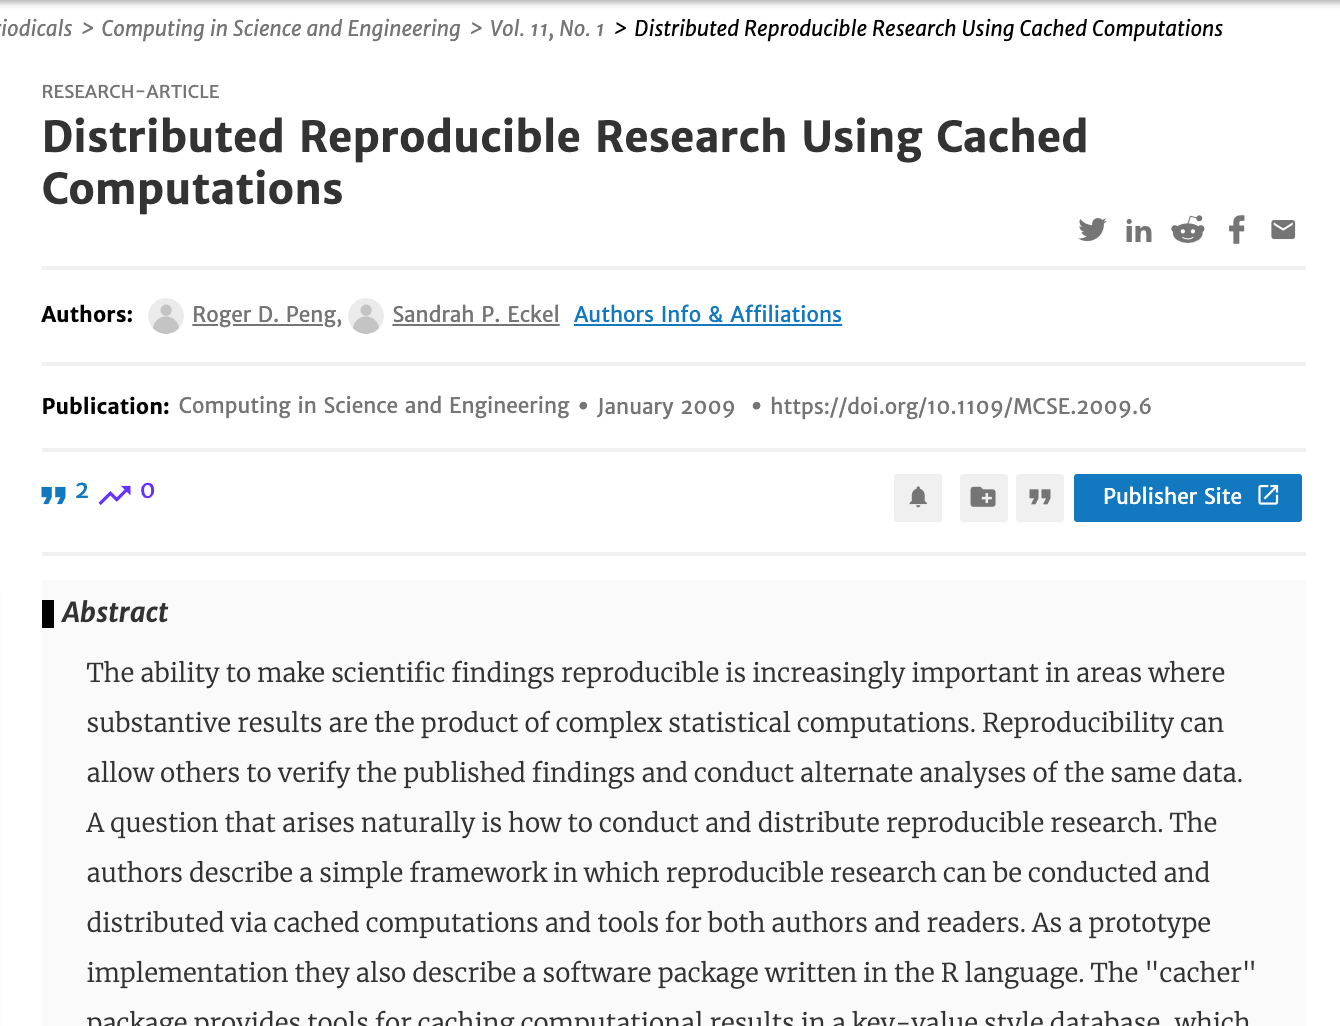 iodicals > Computing in Science and Engineering > Vol. 11, No. 1 > Distributed Reproducible Research Using Cached Computations
RESEARCH-ARTICLE
Distributed Reproducible Research Using Cached
Computations
Authors: Roger D. Peng, Sandrah P. Eckel Authors Info & Affiliations
Publication: Computing in Science and Engineering • January 2009 • https://doi.org/10.1109/MCSE.2009.6
2 0 Publisher Site
Abstract
The ability to make scientific findings reproducible is increasingly important in areas where
substantive results are the product of complex statistical computations. Reproducibility can
allow others to verify the published findings and conduct alternate analyses of the same data.
A question that arises naturally is how to conduct and distribute reproducible research. The
authors describe a simple framework in which reproducible research can be conducted and
distributed via cached computations and tools for both authors and readers. As a prototype
implementation they also describe a software package written in the R language. The "cacher"
package provides tools for caching computational results in a key-value style database, which